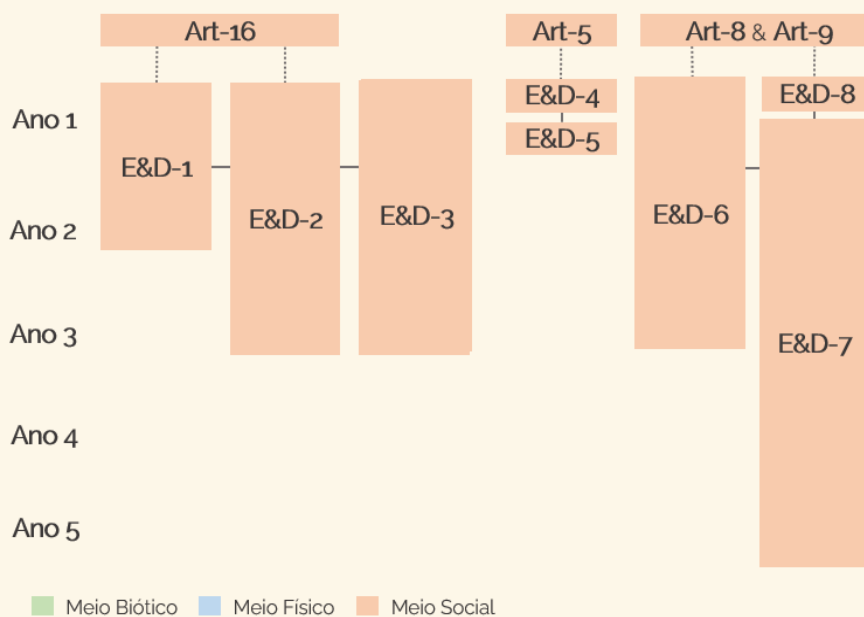 Art-16
Art-5
Art-8 & Art-9
Ano 1
E&D-4
E&D-8
E&D-5
E&D-1
Ano 2
E&D-2
E&D-3
E&D-6
Ano 3
E&D-7
Ano 4
Ano 5
Meio Biótico
Meio Físico
Meio Social